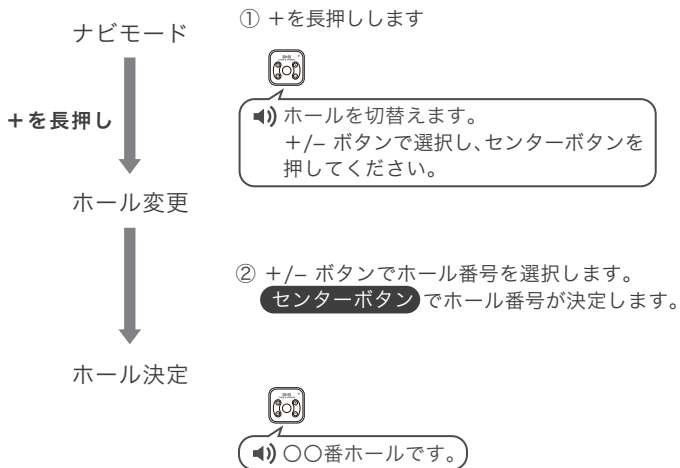 ナビモード
① +を長押しします
+を長押し
ホールを切替えます。
+/– ボタンで選択し、センターボタンを
押してください。
ホール変更
② +/– ボタンでホール番号を選択します。
センターボタン でホール番号が決定します。
ホール決定
〇〇番ホールです。